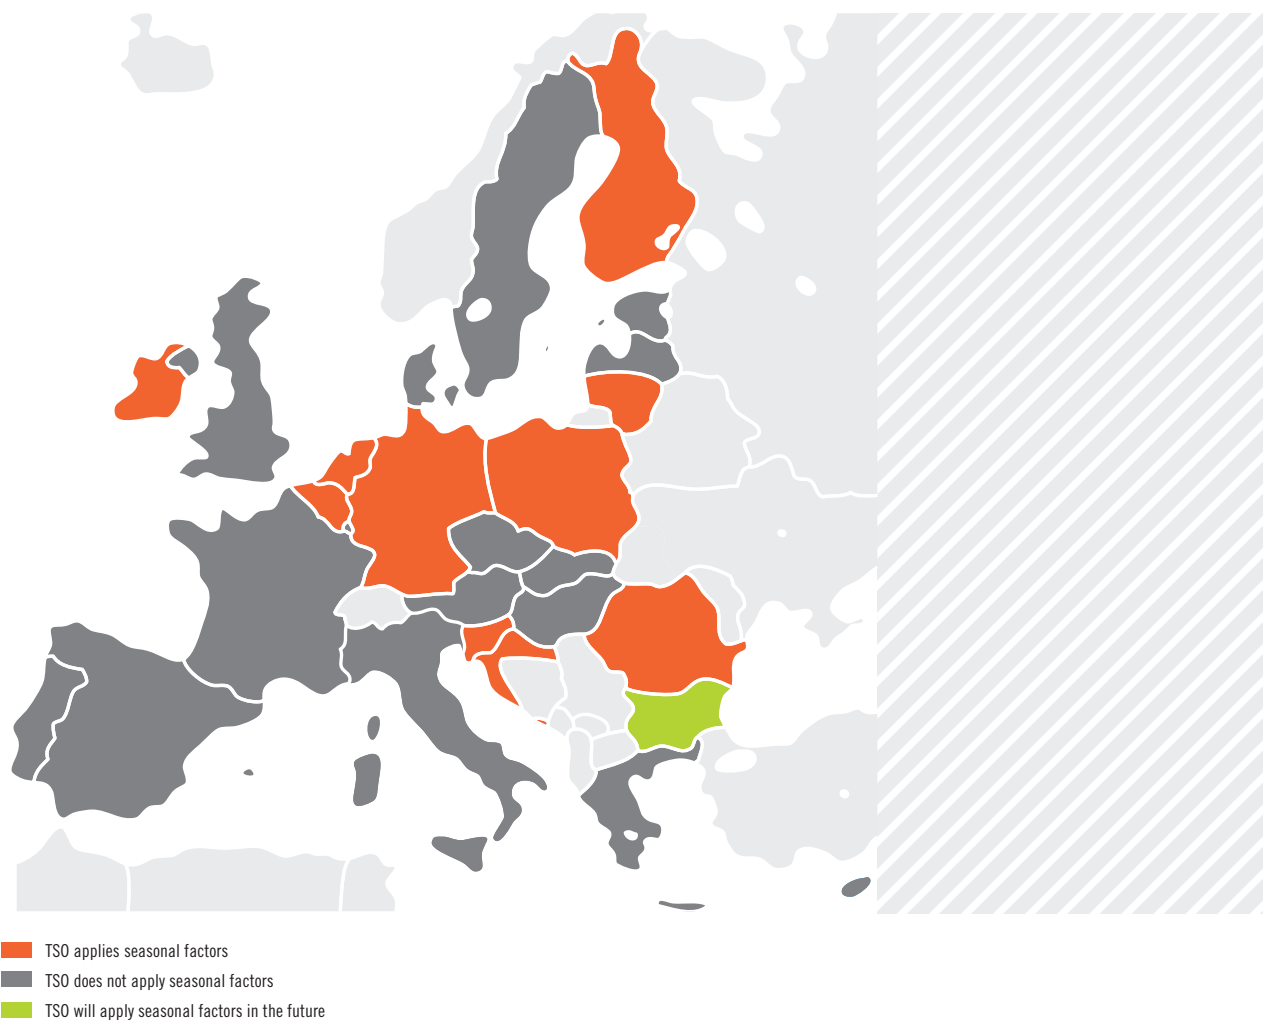 TSO applies seasonal factors
TSO does not apply seasonal factors
TSO will apply seasonal factors in the future